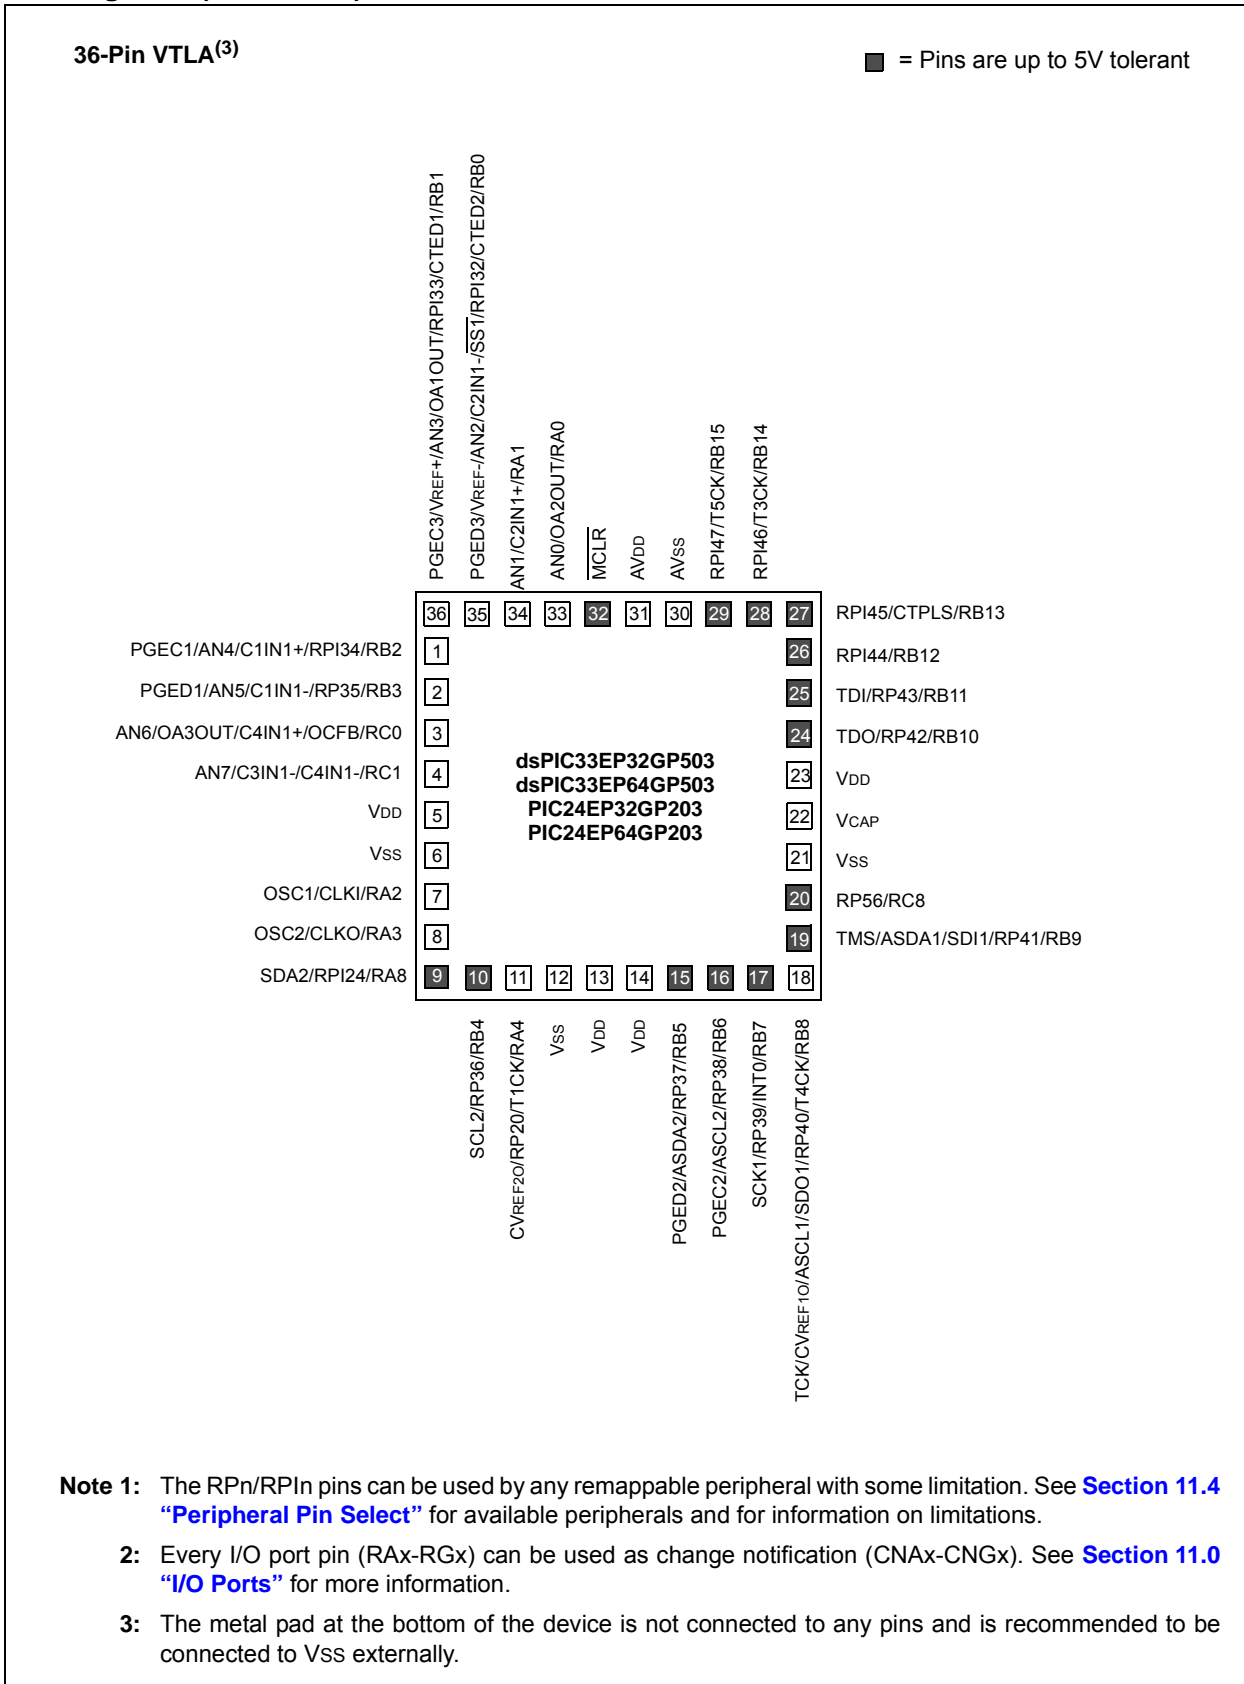 36-Pin VTLA(3)
= Pins are up to 5V tolerant
PGEC3/VREF+/AN3/OA1OUT/RPI33/CTED1/RB1
PGED3/VREF-/AN2/C2IN1-/SS1/RPI32/CTED2/RB0
AN1/C2IN1+/RA1
AN0/OA2OUT/RA0
MCLR
AVDD
AVSS
RPI47/T5CK/RB15
RPI46/T3CK/RB14
36 35 34 33 32 31 30 29 28 27 RPI45/CTPLS/RB13
PGEC1/AN4/C1IN1+/RPI34/RB2 1 26 RPI44/RB12
PGED1/AN5/C1IN1-/RP35/RB3 2 25 TDI/RP43/RB11
AN6/OA3OUT/C4IN1+/OCFB/RC0 3 24 TDO/RP42/RB10
AN7/C3IN1-/C4IN1-/RC1 4 23 VDD
VDD 5 22 VCAP
VSS 6 21 VSS
OSC1/CLKI/RA2 7 20 RP56/RC8
OSC2/CLKO/RA3 8 19 TMS/ASDA1/SDI1/RP41/RB9
dsPIC33EP32GP503
dsPIC33EP64GP503
PIC24EP32GP203
PIC24EP64GP203
SDA2/RPI24/RA8 9 10 11 12 13 14 15 16 17 18
SCL2/RP36/RB4
CVREF2O/RP20/T1CK/RA4
VSS
VDD
VDD
PGED2/ASDA2/RP37/RB5
PGEC2/ASCL2/RP38/RB6
SCK1/RP39/INT0/RB7
TCK/CVREF1O/ASCL1/SDO1/RP40/T4CK/RB8
Note 1: The RPn/RPIn pins can be used by any remappable peripheral with some limitation. See Section 11.4
"Peripheral Pin Select" for available peripherals and for information on limitations.
2: Every I/O port pin (RAx-RGx) can be used as change notification (CNAx-CNGx). See Section 11.0
"I/O Ports" for more information.
3: The metal pad at the bottom of the device is not connected to any pins and is recommended to be
connected to VSS externally.